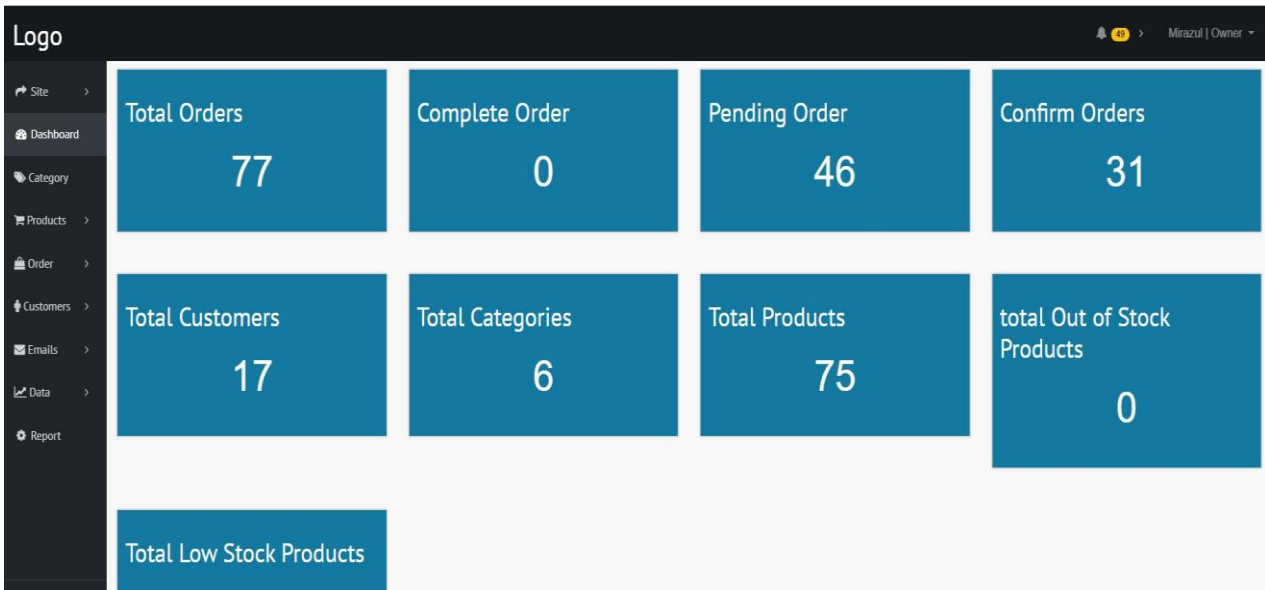 Logo
49
Mirazul | Owner
Site
Dashboard
Category
Products
Order
Customers
Emails
Data
Report
Total Orders
77
Complete Order
0
Pending Order
46
Confirm Orders
31
Total Customers
17
Total Categories
6
Total Products
75
total Out of Stock
Products
0
Total Low Stock Products